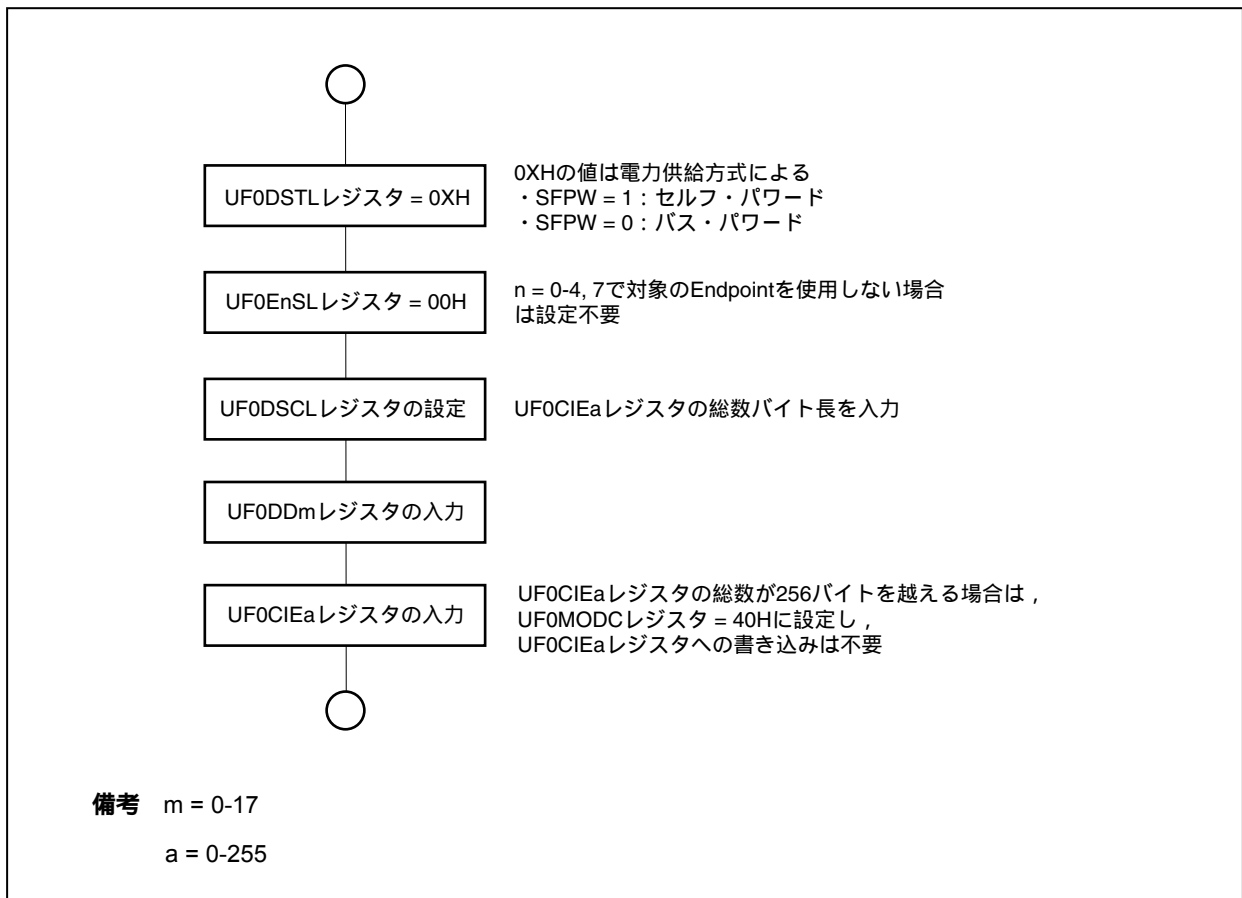 UF0DSTLレジスタ = 0XH
0XHの値は電力供給方式による
・SFPW = 1：セルフ・パワード
・SFPW = 0：バス・パワード
UF0EnSLレジスタ = 00H
n = 0-4, 7で対象のEndpointを使用しない場合
は設定不要
UF0DSCLレジスタの設定
UF0CIEaレジスタの総数バイト長を入力
UF0DDmレジスタの入力
UF0CIEaレジスタの入力
UF0CIEaレジスタの総数が256バイトを越える場合は，
UF0MODCレジスタ = 40Hに設定し，
UF0CIEaレジスタへの書き込みは不要
備考 m = 0-17
a = 0-255